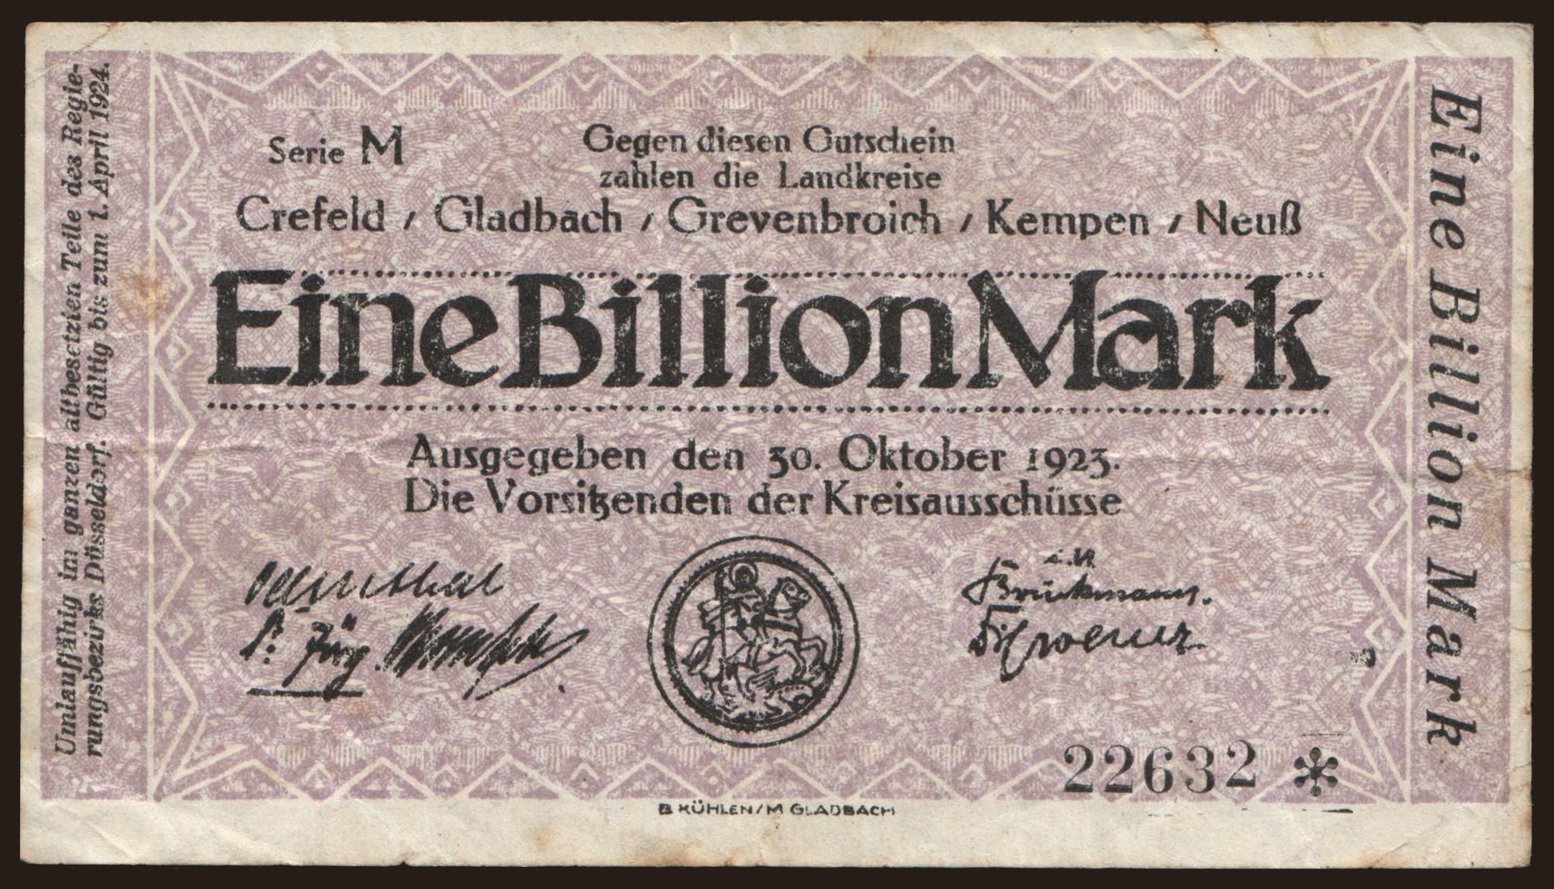 Umlauffähig im ganzen altbesetzten Teile des Regie-
rungsbezirks Düsseldorf. Gültig bis zum 1. April 1924.
Serie M
Gegen diesen Gutschein
zahlen die Landkreise
Crefeld / Gladbach / Grevenbroich / Kempen / Neuß
Eine Billion Mark
Ausgegeben den 30. Oktober 1923.
Die Vorsitzenden der Kreisausschüsse
i.V.
Brückmann.
22632 *
B KÜHLEN/M GLADBACH
Eine Billion Mark